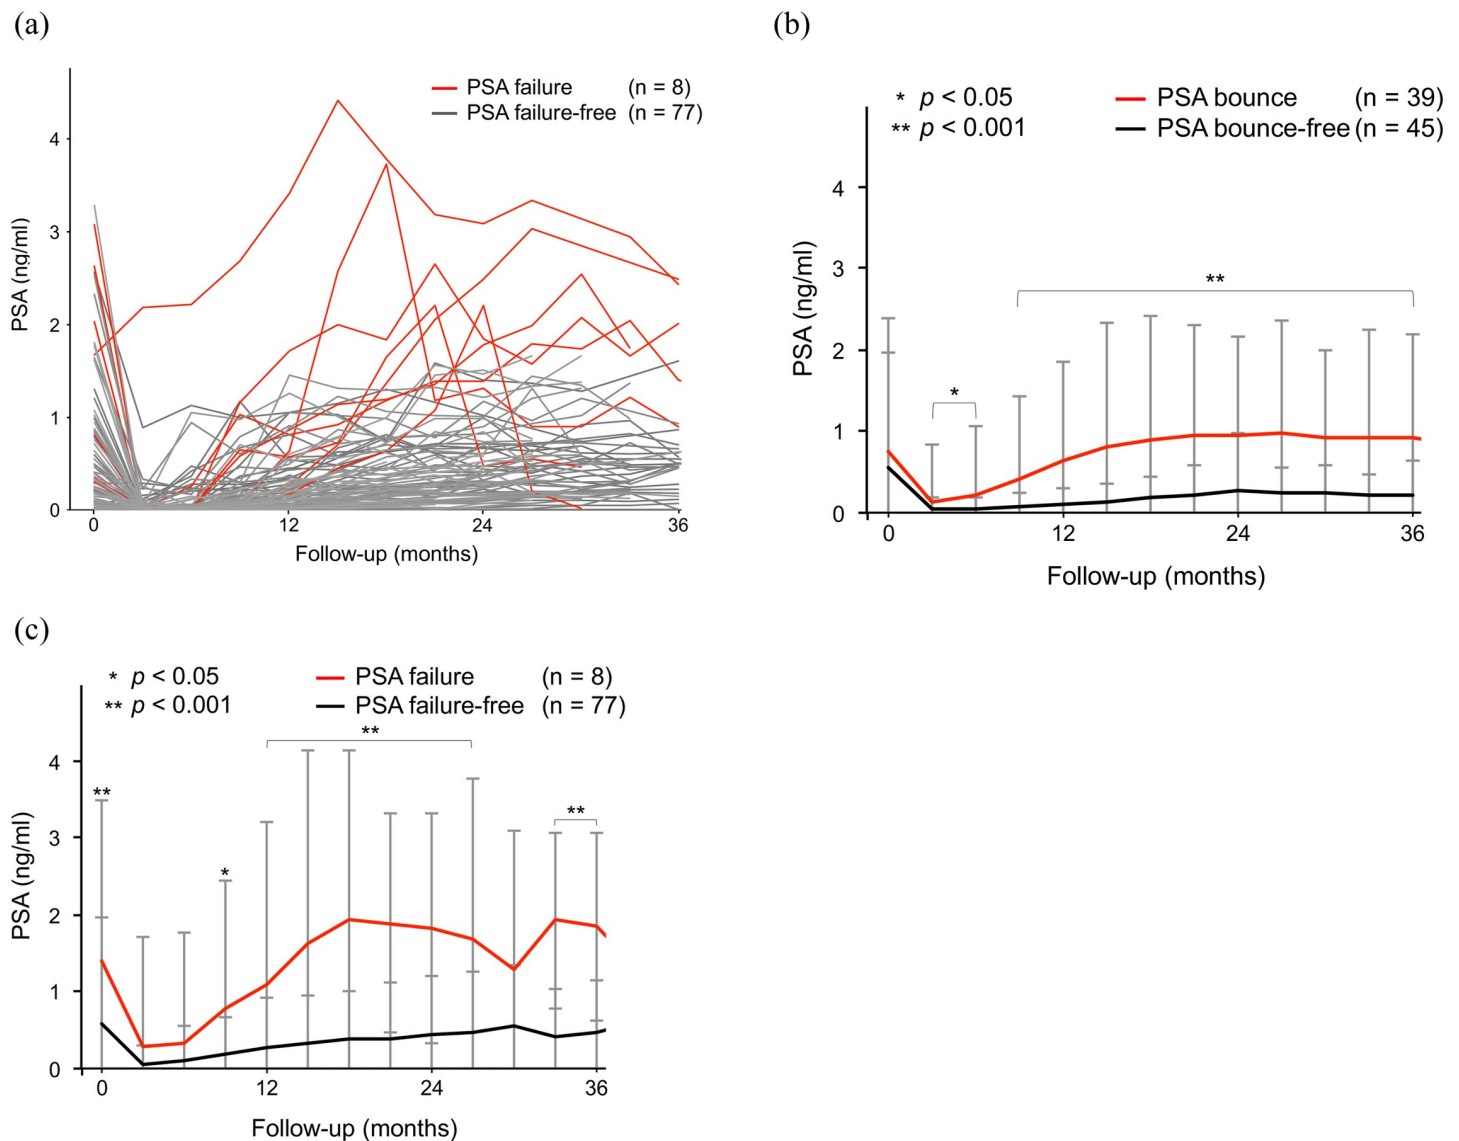 (a)
PSA failure (n = 8)
PSA failure-free (n = 77)
4
3
2
1
0
PSA (ng/ml)
0 12 24 36
Follow-up (months)
(b)
* p < 0.05 PSA bounce (n = 39)
** p < 0.001 PSA bounce-free (n = 45)
4
3
2
1
0
PSA (ng/ml)
**
*
0 12 24 36
Follow-up (months)
(c)
* p < 0.05 PSA failure (n = 8)
** p < 0.001 PSA failure-free (n = 77)
4
3
2
1
0
PSA (ng/ml)
**
**
**
*
0 12 24 36
Follow-up (months)